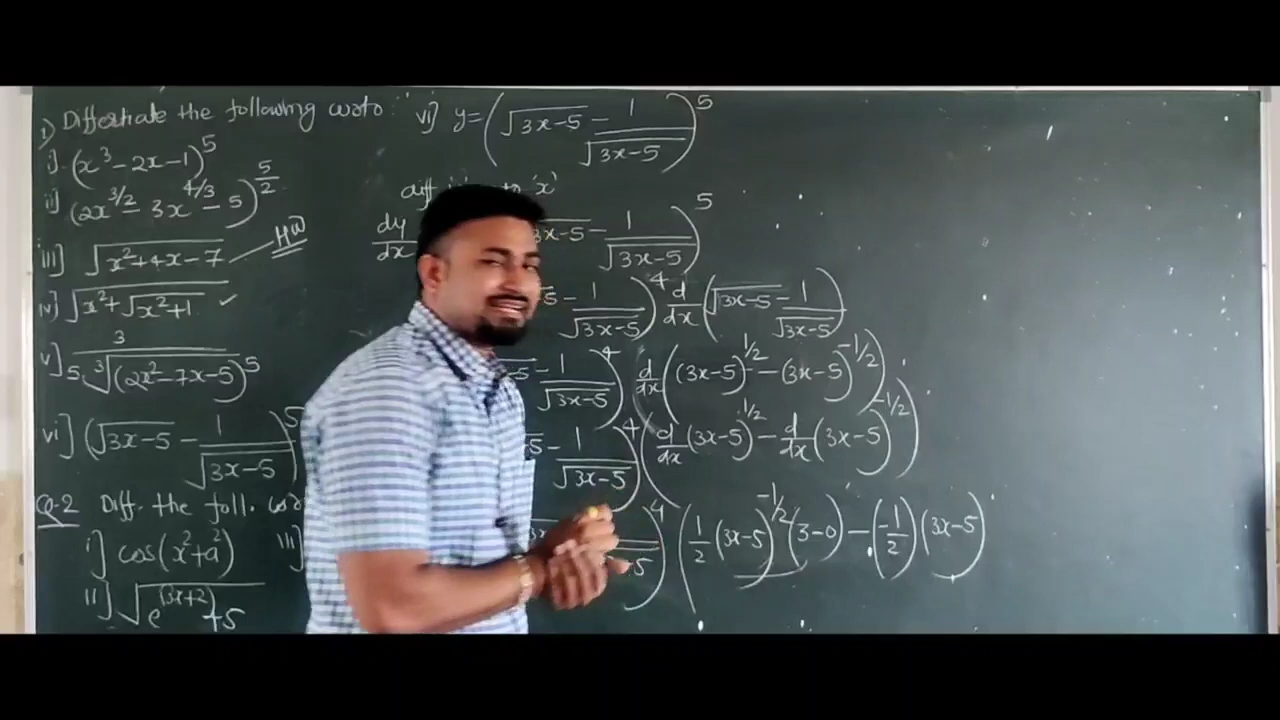 1) Differtiate the following w.r.to.
i) (x³-2x-1)⁵
ii) (2x^{3/2} - 3x^{4/3} - 5)^{5/2}
iii] √(x²+4x-7) HW
iv] √(x²+√(x²+1)) ✓
v] 3/(5 ∛(2x²-7x-5)⁵)
vi] (√(3x-5) - 1/√(3x-5))⁵
Q-2 Diff. the foll. w.r
i] cos(x²+a²) III]
ii] √(e^{(3x+2)}+5)
vi] y=(√(3x-5) - 1/√(3x-5))⁵
diff to 'x'
dy/dx 3x-5 - 1/√(3x-5))⁵
5 - 1/√(3x-5))⁴ d/dx (√(3x-5) - 1/√(3x-5))
-5 - 1/√(3x-5))⁴ d/dx ((3x-5)^{1/2} - (3x-5)^{-1/2})
-5 - 1/√(3x-5))⁴ (d/dx (3x-5)^{1/2} - d/dx (3x-5)^{-1/2})
)⁴ (1/2 (3x-5)^{-1/2} (3-0) - (-1/2) (3x-5)